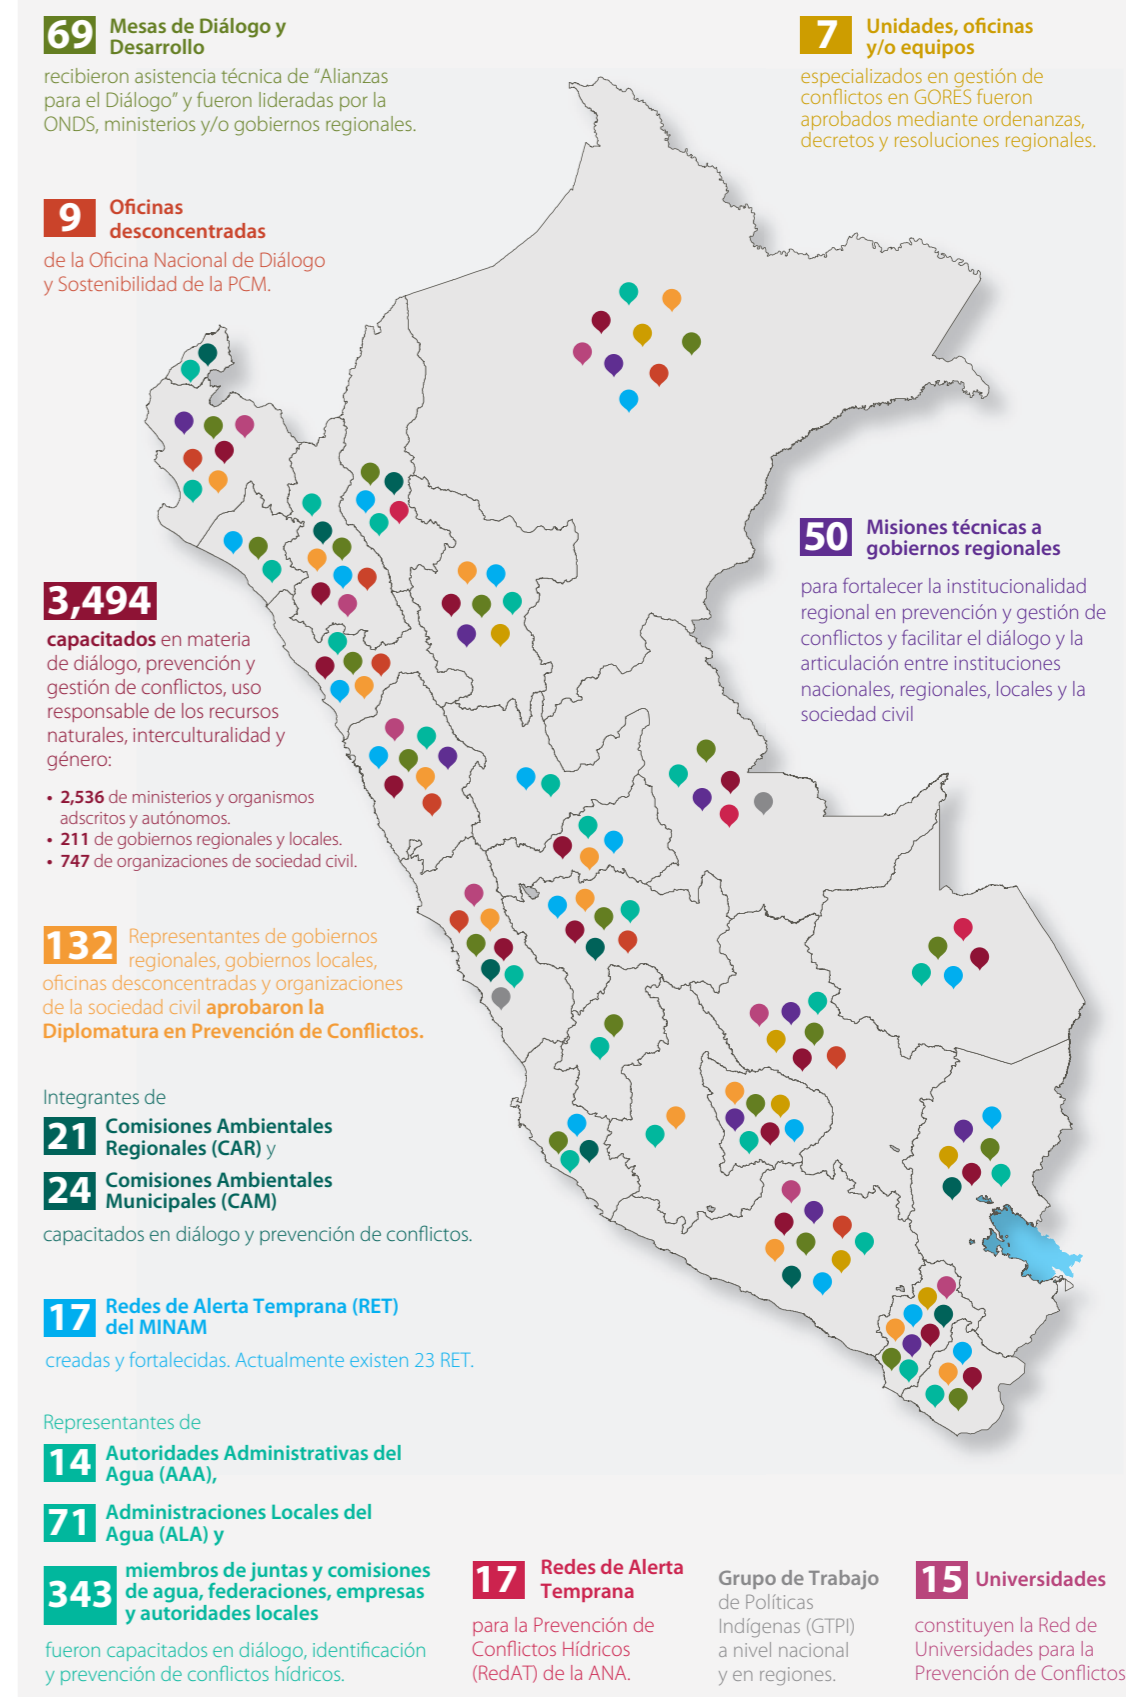 69 Mesas de Diálogo y
Desarrollo
recibieron asistencia técnica de “Alianzas
para el Diálogo” y fueron lideradas por la
ONDS, ministerios y/o gobiernos regionales.
7 Unidades, oficinas
y/o equipos
especializados en gestión de
conflictos en GORES fueron
aprobados mediante ordenanzas,
decretos y resoluciones regionales.
9 Oficinas
desconcentradas
de la Oficina Nacional de Diálogo
y Sostenibilidad de la PCM.
50 Misiones técnicas a
gobiernos regionales
para fortalecer la institucionalidad
regional en prevención y gestión de
conflictos y facilitar el diálogo y la
articulación entre instituciones
nacionales, regionales, locales y la
sociedad civil
3,494
capacitados en materia
de diálogo, prevención y
gestión de conflictos, uso
responsable de los recursos
naturales, interculturalidad y
género:
• 2,536 de ministerios y organismos
adscritos y autónomos.
• 211 de gobiernos regionales y locales.
• 747 de organizaciones de sociedad civil.
132 Representantes de gobiernos
regionales, gobiernos locales,
oficinas desconcentradas y organizaciones
de la sociedad civil aprobaron la
Diplomatura en Prevención de Conflictos.
Integrantes de
21 Comisiones Ambientales
Regionales (CAR) y
24 Comisiones Ambientales
Municipales (CAM)
capacitados en diálogo y prevención de conflictos.
17 Redes de Alerta Temprana (RET)
del MINAM
creadas y fortalecidas. Actualmente existen 23 RET.
Representantes de
14 Autoridades Administrativas del
Agua (AAA),
71 Administraciones Locales del
Agua (ALA) y
343 miembros de juntas y comisiones
de agua, federaciones, empresas
y autoridades locales
fueron capacitados en diálogo, identificación
y prevención de conflictos hídricos.
17 Redes de Alerta
Temprana
para la Prevención de
Conflictos Hídricos
(RedAT) de la ANA.
Grupo de Trabajo
de Políticas
Indígenas (GTPI)
a nivel nacional
y en regiones.
15 Universidades
constituyen la Red de
Universidades para la
Prevención de Conflictos